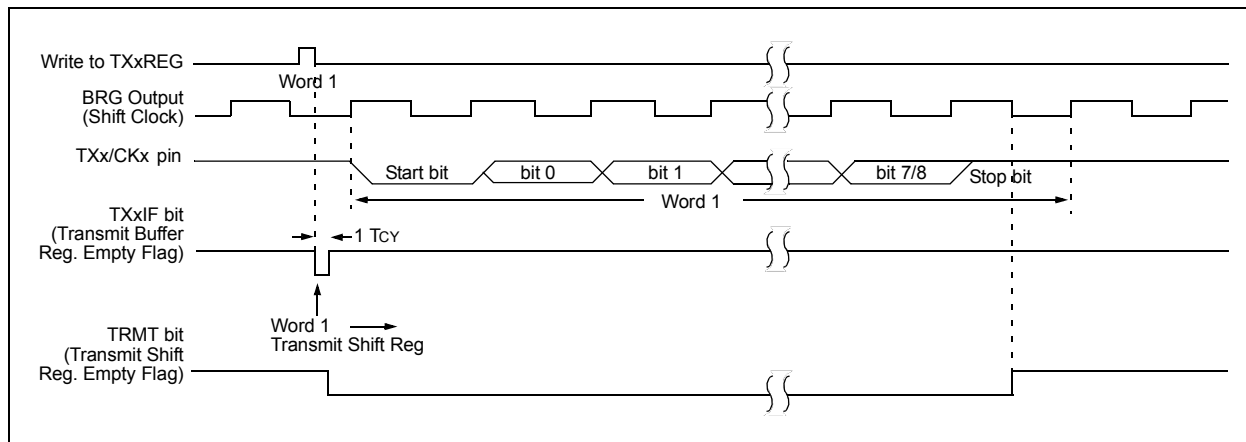 Write to TXxREG
Word 1
BRG Output
(Shift Clock)
TXx/CKx pin
Start bit
bit 0
bit 1
bit 7/8
Stop bit
Word 1
TXxIF bit
(Transmit Buffer
Reg. Empty Flag)
1 TCY
Word 1
Transmit Shift Reg
TRMT bit
(Transmit Shift
Reg. Empty Flag)